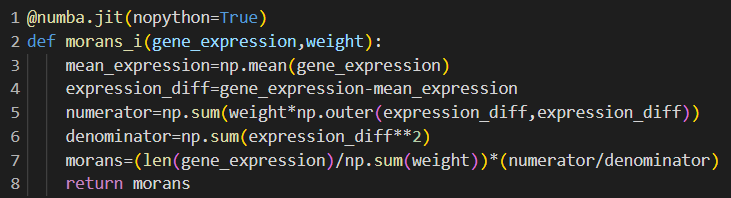 1 @numba.jit(nopython=True)
2 def morans_i(gene_expression,weight):
3     mean_expression=np.mean(gene_expression)
4     expression_diff=gene_expression-mean_expression
5     numerator=np.sum(weight*np.outer(expression_diff,expression_diff))
6     denominator=np.sum(expression_diff**2)
7     morans=(len(gene_expression)/np.sum(weight))*(numerator/denominator)
8     return morans